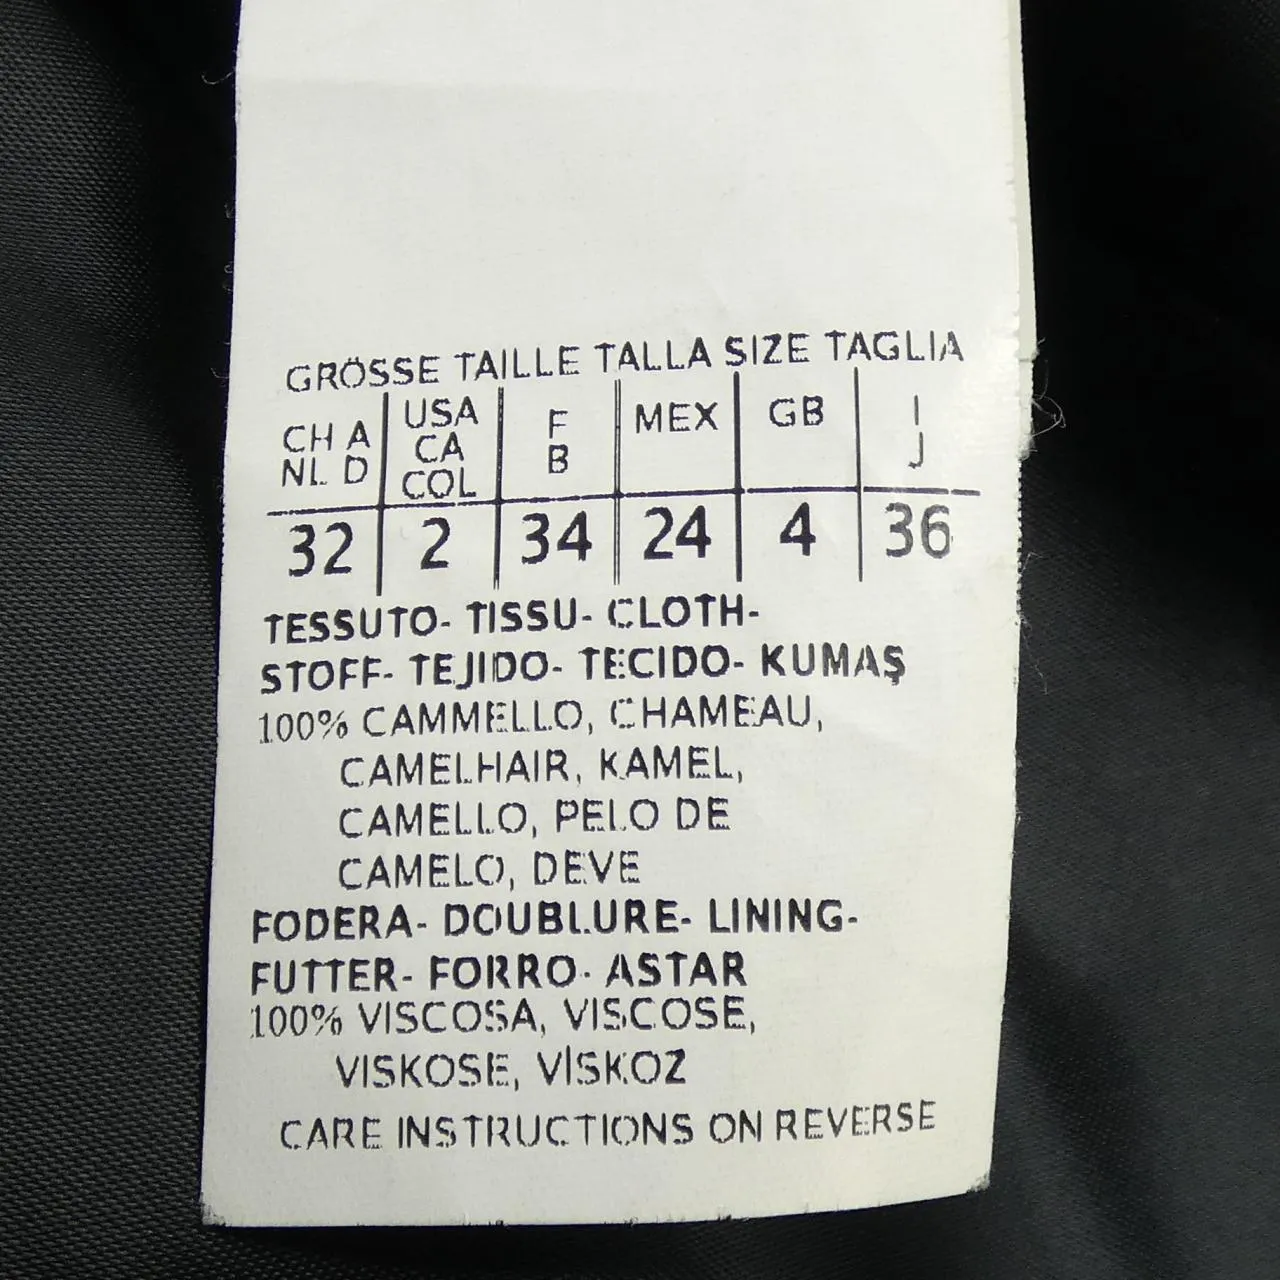 GRÖSSE TAILLE TALLA SIZE TAGLIA
CH A NL D USA CA COL F B MEX GB I J
32 2 34 24 4 36
TESSUTO- TISSU- CLOTH-
STOFF- TEJIDO- TECIDO- KUMAŞ
100% CAMMELLO, CHAMEAU,
CAMELHAIR, KAMEL,
CAMELLO, PELO DE
CAMELO, DEVE
FODERA- DOUBLURE- LINING-
FUTTER- FORRO- ASTAR
100% VISCOSA, VISCOSE,
VISKOSE, VİSKOZ
CARE INSTRUCTIONS ON REVERSE